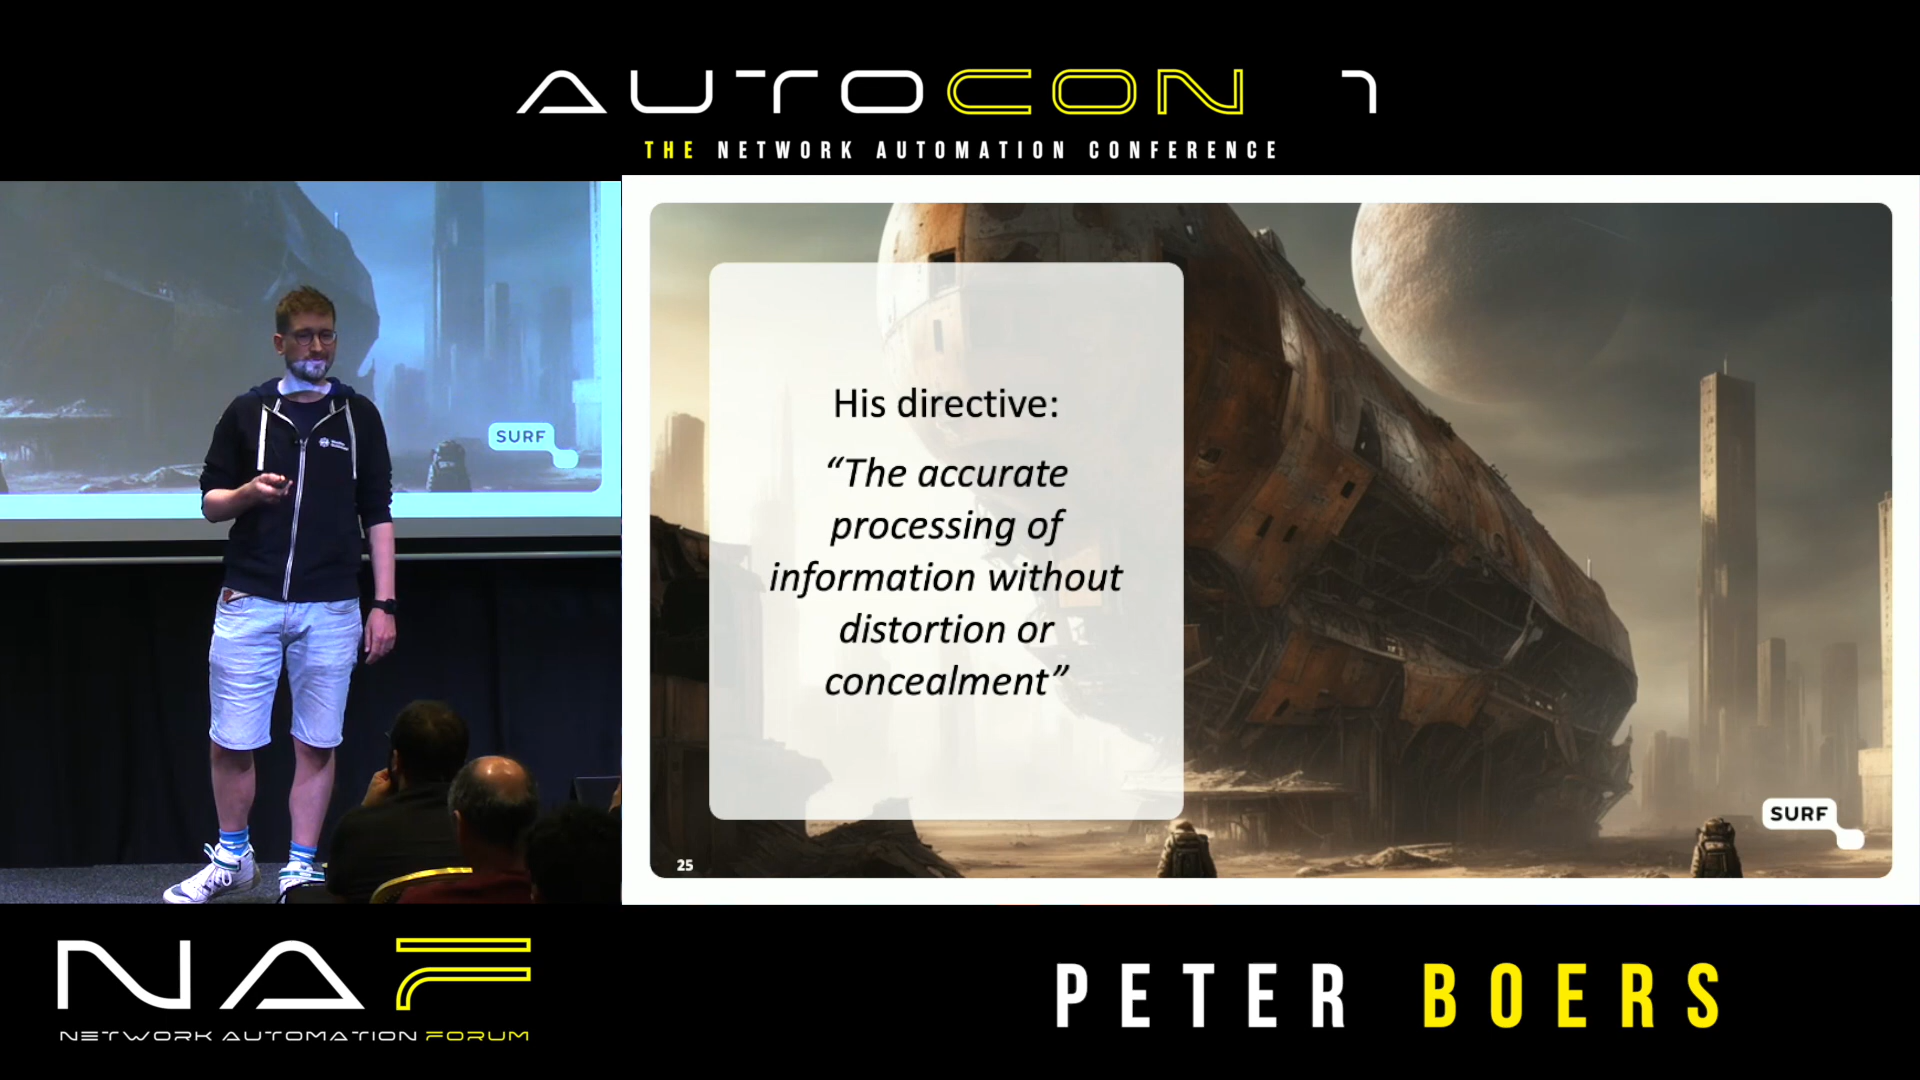 AUTOCON 1
THE NETWORK AUTOMATION CONFERENCE
SURF
His directive:
“The accurate
processing of
information without
distortion or
concealment”
SURF
25
NAF
NETWORK AUTOMATION FORUM
PETER BOERS